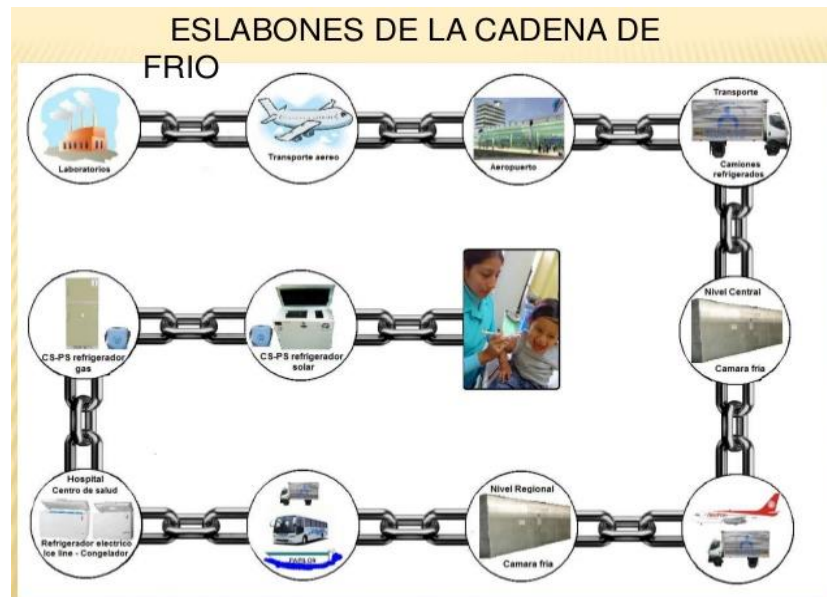 ESLABONES DE LA CADENA DE
FRIO
Laboratorios
Transporte aereo
Aeropuerto
Transporte
Camiones
refrigerados
Nivel Central
Camara fria
Nivel Regional
Camara fria
Hospital
Centro de salud
Refrigerador electrico
Ice line - Congelador
CS-PS refrigerador
gas
CS-PS refrigerador
solar